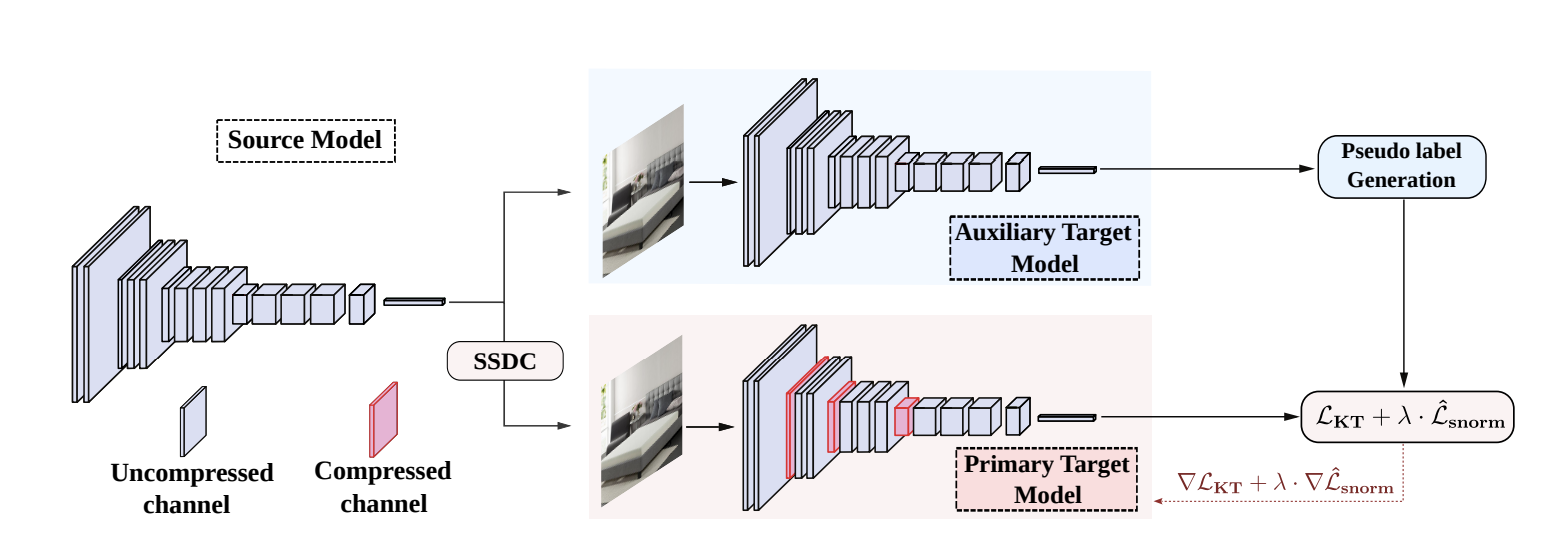 Source Model
SSDC
Uncompressed
channel
Compressed
channel
Auxiliary Target
Model
Primary Target
Model
Pseudo label
Generation
$\mathcal{L}_{\mathbf{KT}} + \lambda \cdot \hat{\mathcal{L}}_{\mathbf{snorm}}$
$\nabla \mathcal{L}_{\mathbf{KT}} + \lambda \cdot \nabla \hat{\mathcal{L}}_{\mathbf{snorm}}$